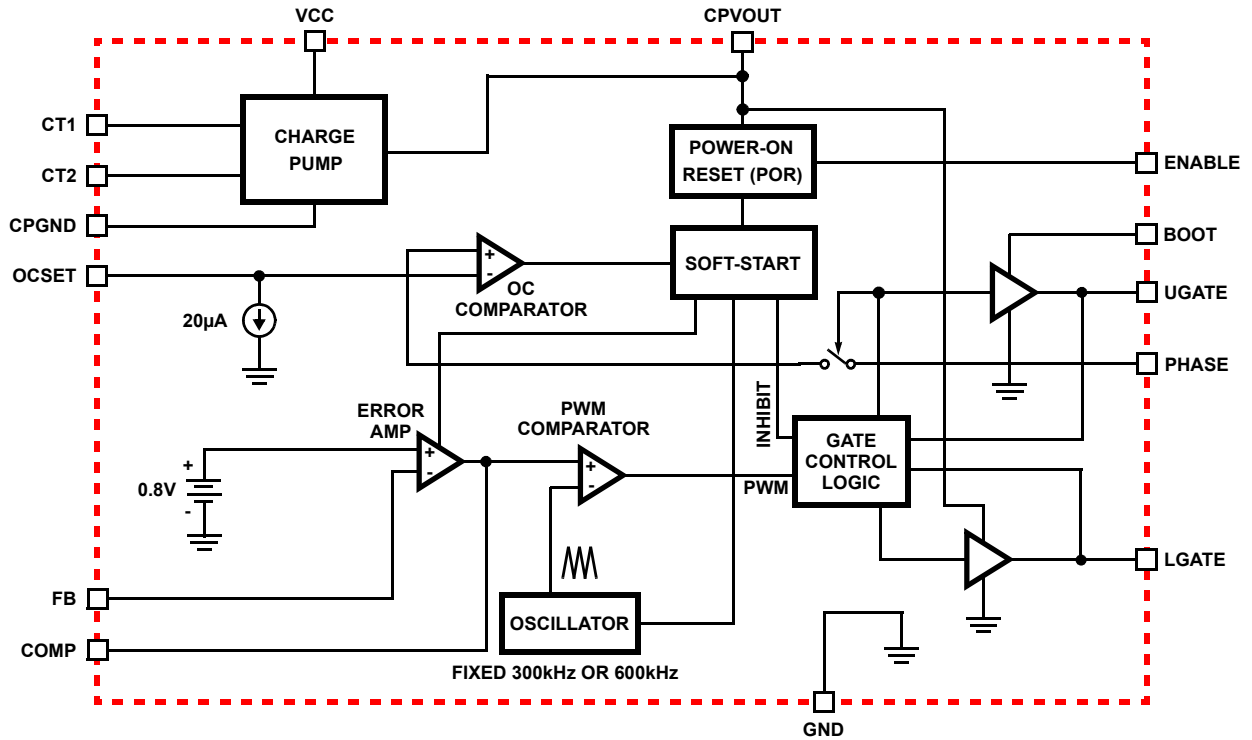 VCC
CPVOUT
CT1
CHARGE
PUMP
CT2
CPGND
POWER-ON
RESET (POR)
ENABLE
OCSET
+
-
OC
COMPARATOR
SOFT-START
BOOT
UGATE
20µA
PHASE
INHIBIT
ERROR
AMP
+
-
PWM
COMPARATOR
+
-
PWM
GATE
CONTROL
LOGIC
+
0.8V
-
LGATE
FB
OSCILLATOR
COMP
FIXED 300kHz OR 600kHz
GND